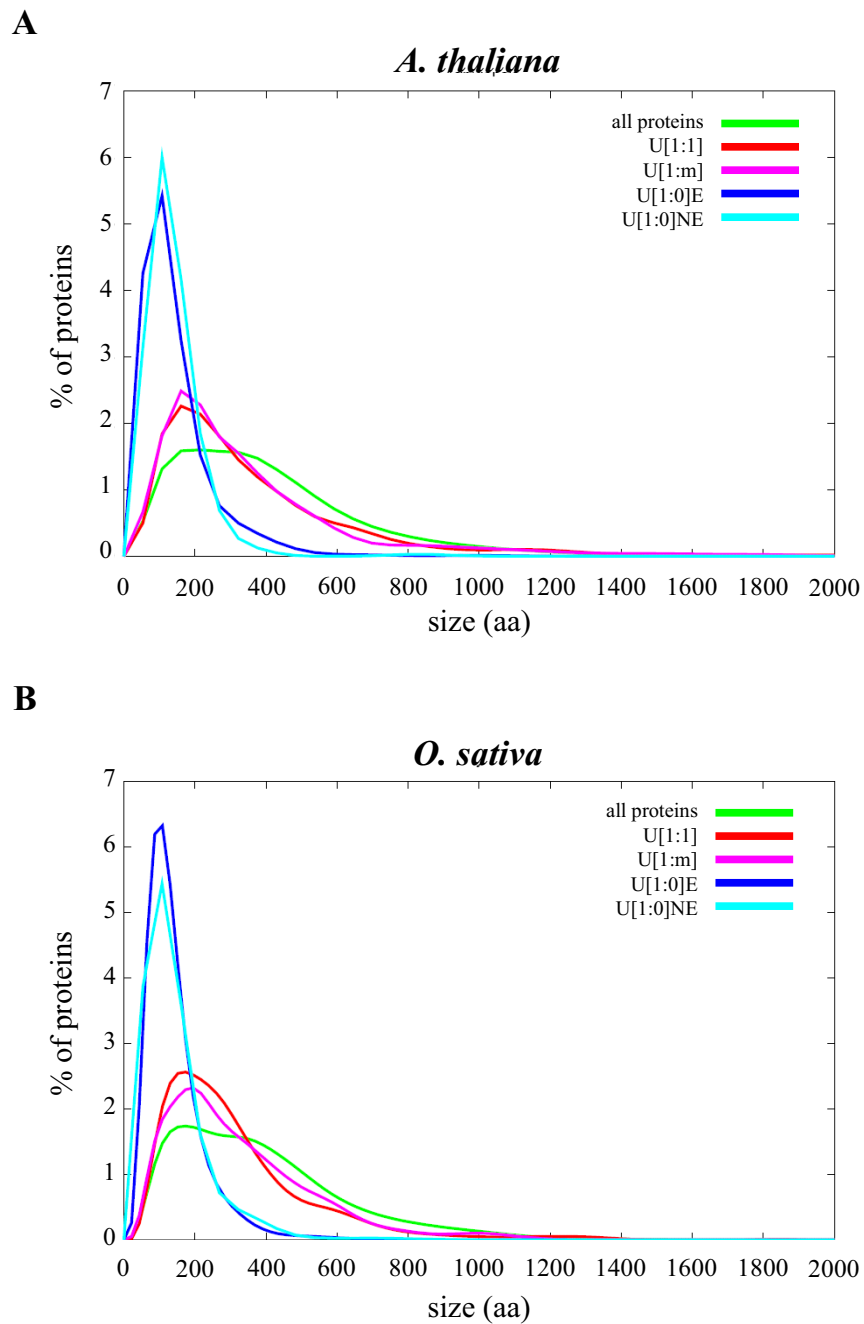 A
A. thaliana
7
6
5
4
3
2
1
0
% of proteins
all proteins
U[1:1]
U[1:m]
U[1:0]E
U[1:0]NE
0 200 400 600 800 1000 1200 1400 1600 1800 2000
size (aa)
B
O. sativa
7
6
5
4
3
2
1
0
% of proteins
all proteins
U[1:1]
U[1:m]
U[1:0]E
U[1:0]NE
0 200 400 600 800 1000 1200 1400 1600 1800 2000
size (aa)